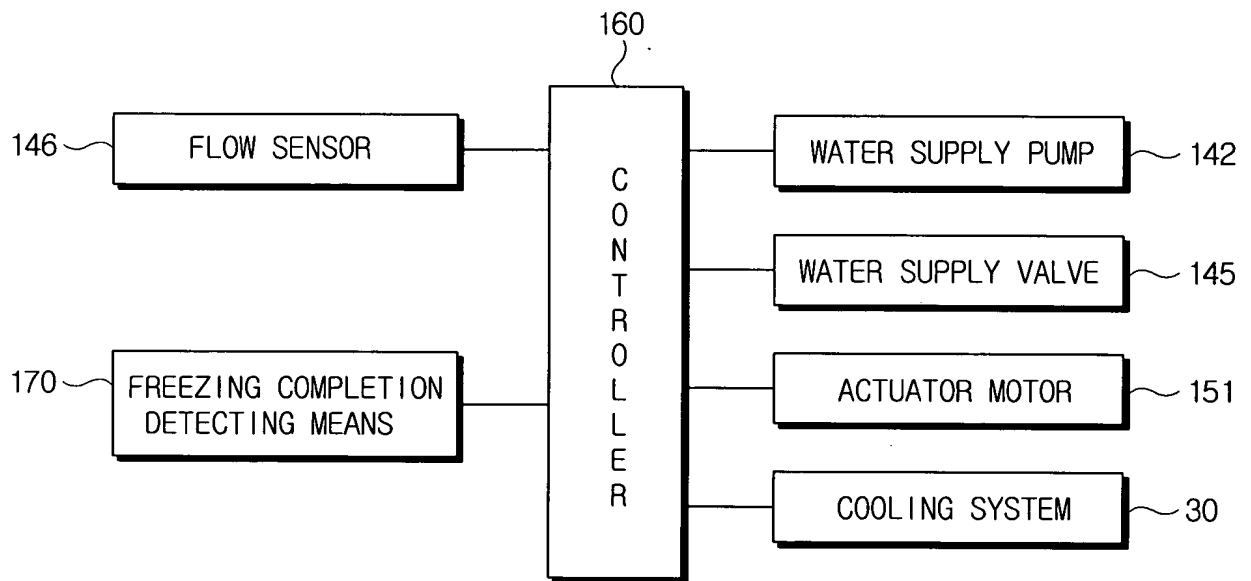 160
146
FLOW SENSOR
CONTROLLER
WATER SUPPLY PUMP
142
WATER SUPPLY VALVE
145
170
FREEZING COMPLETION
DETECTING MEANS
ACTUATOR MOTOR
151
COOLING SYSTEM
30